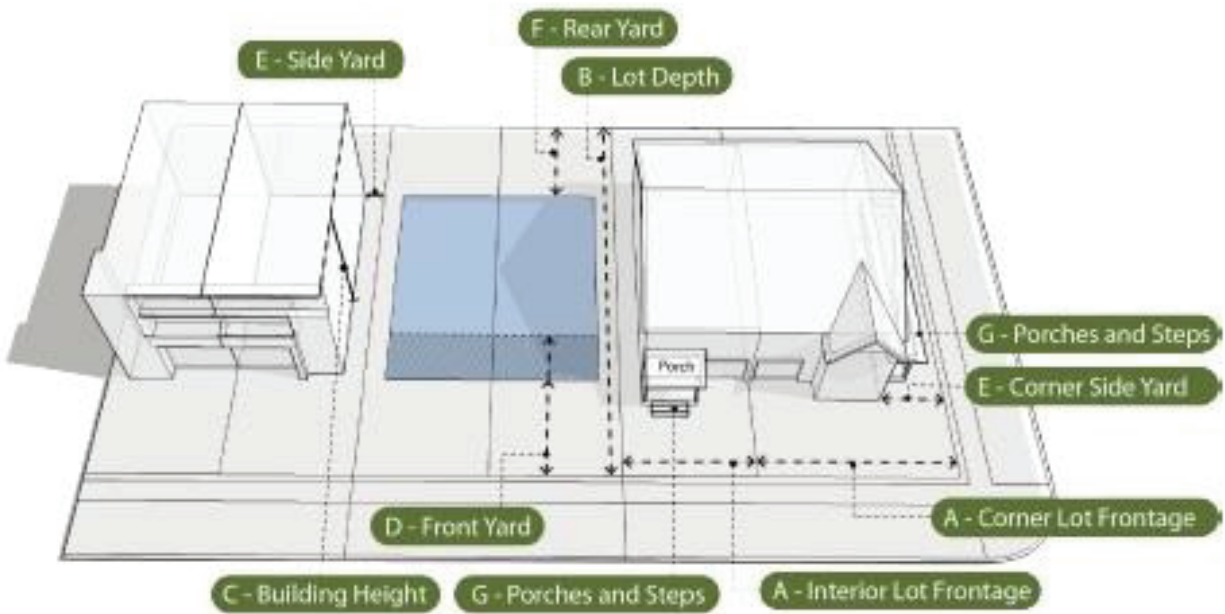 F - Rear Yard
E - Side Yard
B - Lot Depth
G - Porches and Steps
Porch
E - Corner Side Yard
D - Front Yard
A - Corner Lot Frontage
C - Building Height
G - Porches and Steps
A - Interior Lot Frontage